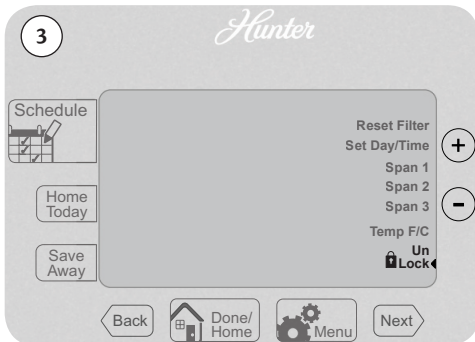 3
Hunter
Schedule
Reset Filter
Set Day/Time
+
Span 1
Span 2
Home
Today
Span 3
-
Temp F/C
Save
Away
Un
Lock
Back
Done/
Home
Menu
Next